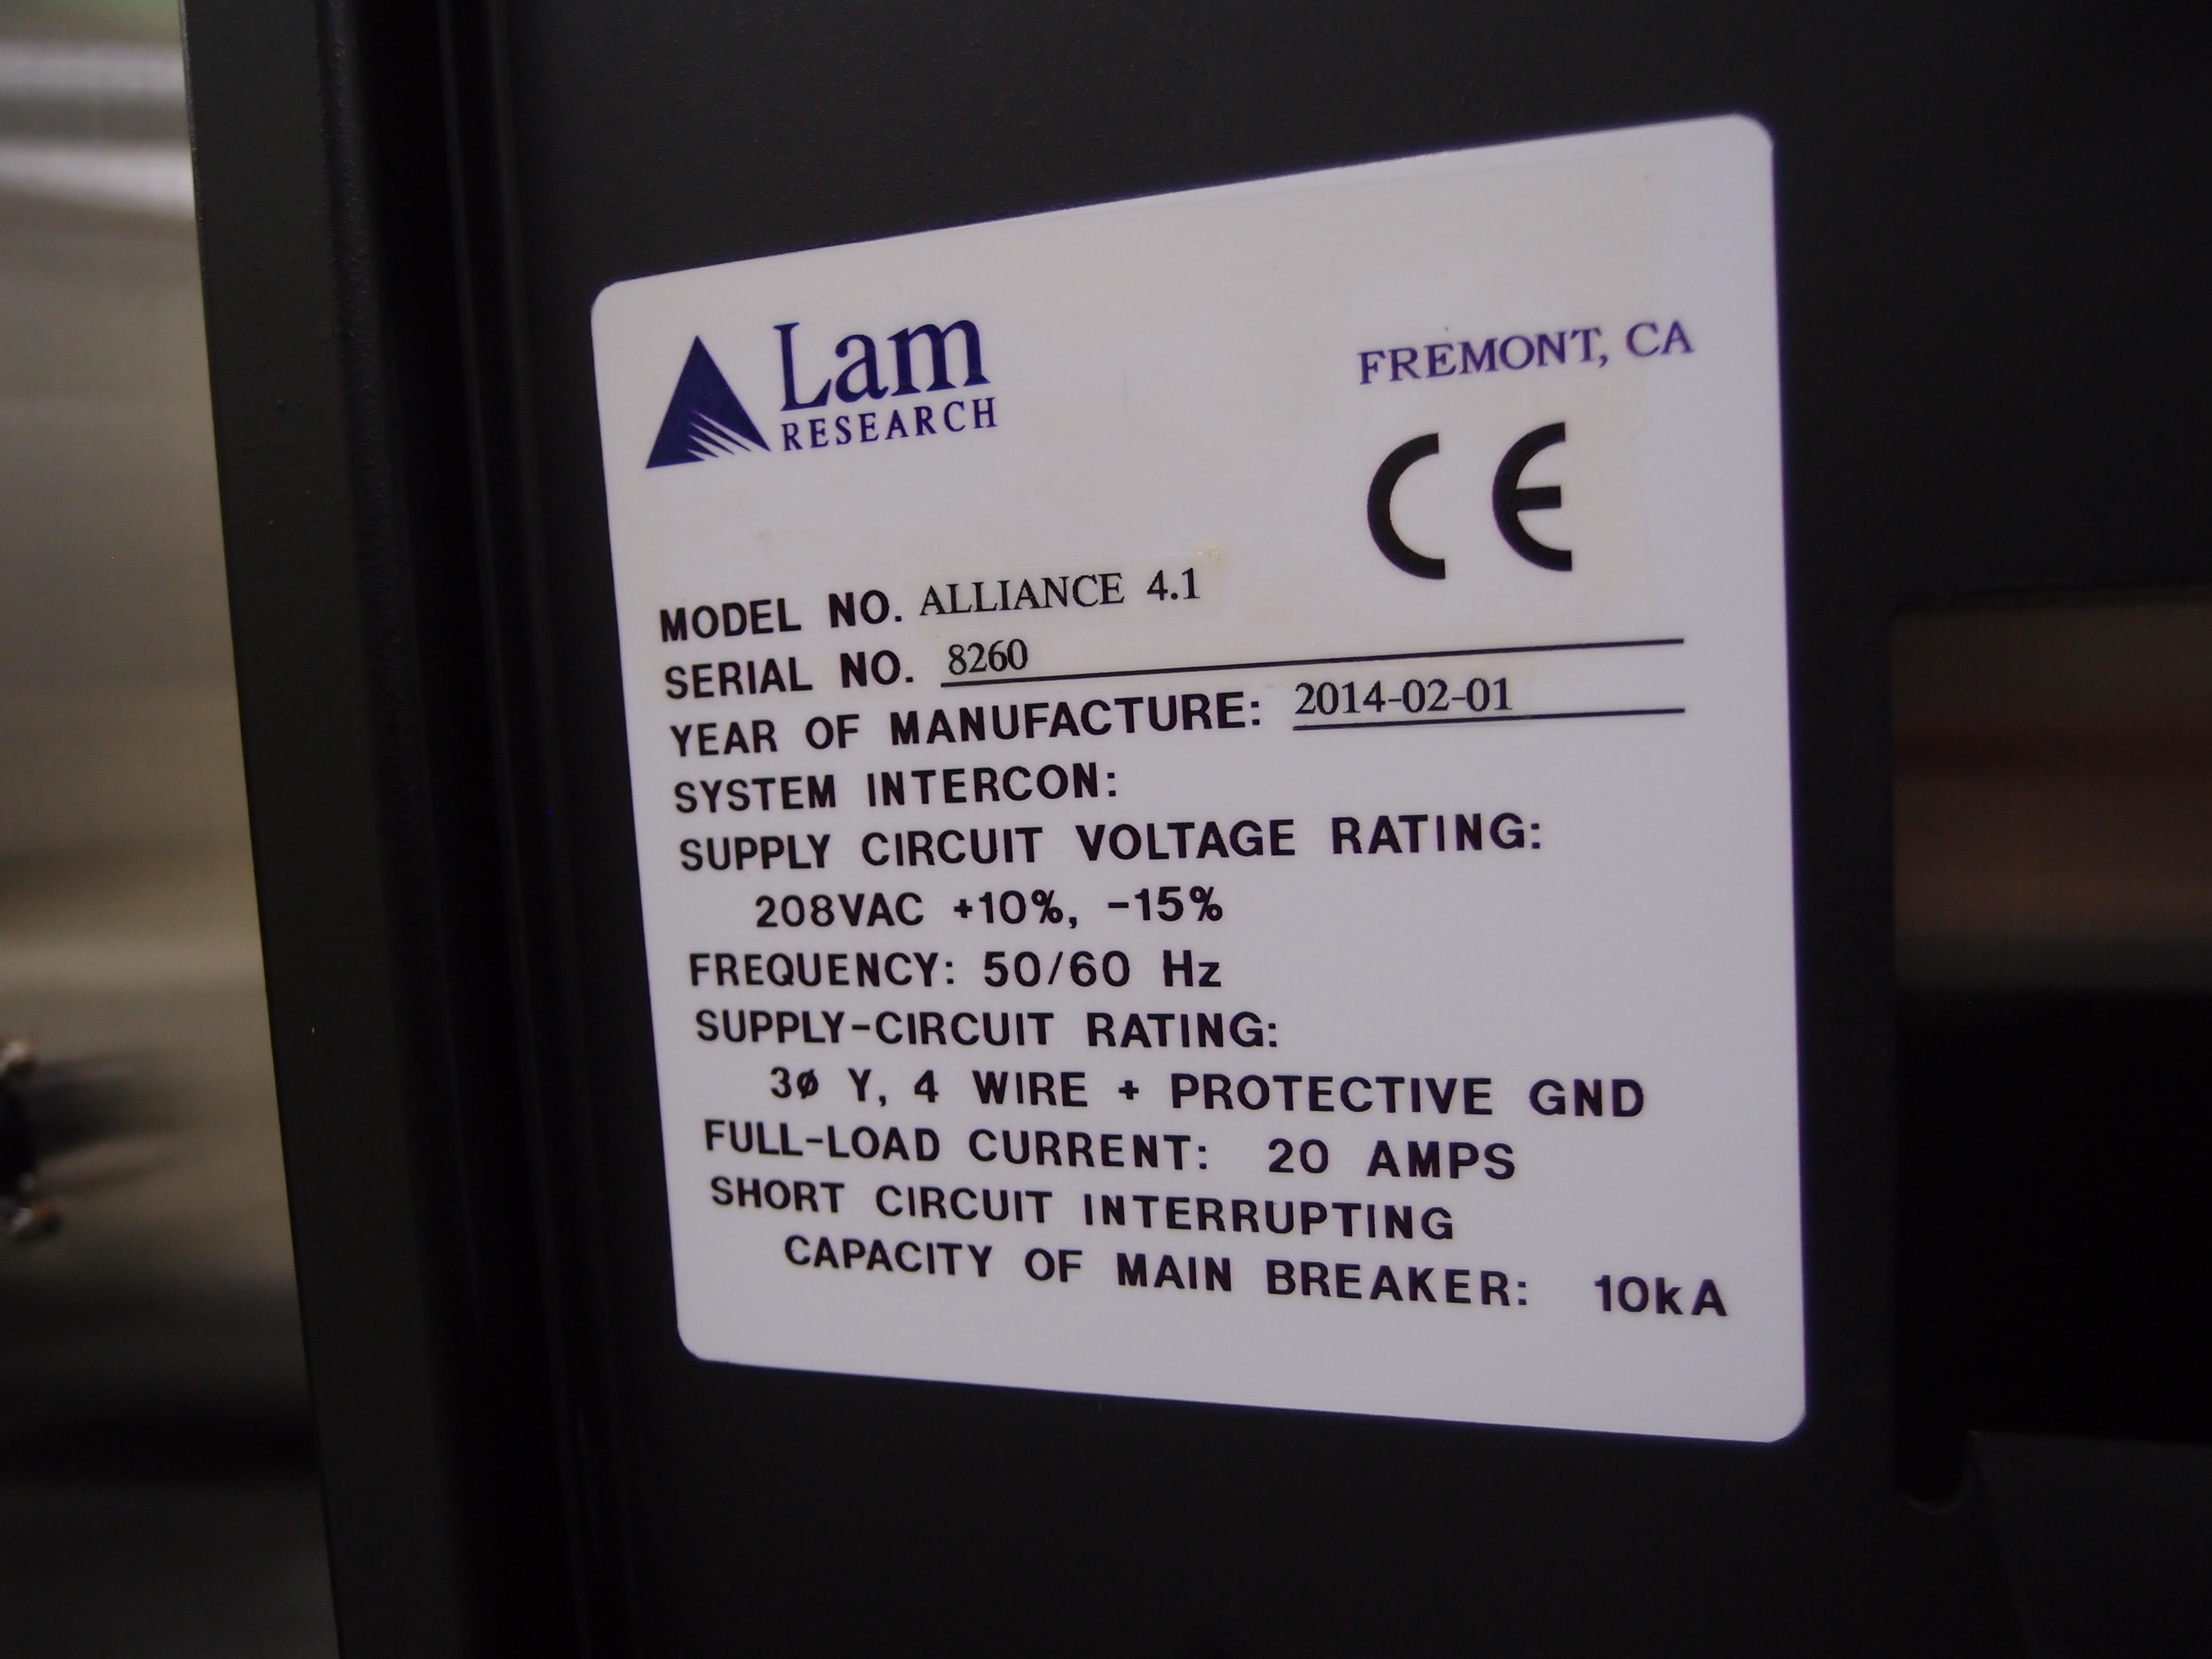 Lam
RESEARCH
FREMONT, CA
CE
MODEL NO. ALLIANCE 4.1
SERIAL NO. 8260
YEAR OF MANUFACTURE: 2014-02-01
SYSTEM INTERCON:
SUPPLY CIRCUIT VOLTAGE RATING:
208VAC +10%, -15%
FREQUENCY: 50/60 Hz
SUPPLY-CIRCUIT RATING:
3ø Y, 4 WIRE + PROTECTIVE GND
FULL-LOAD CURRENT: 20 AMPS
SHORT CIRCUIT INTERRUPTING
CAPACITY OF MAIN BREAKER: 10kA